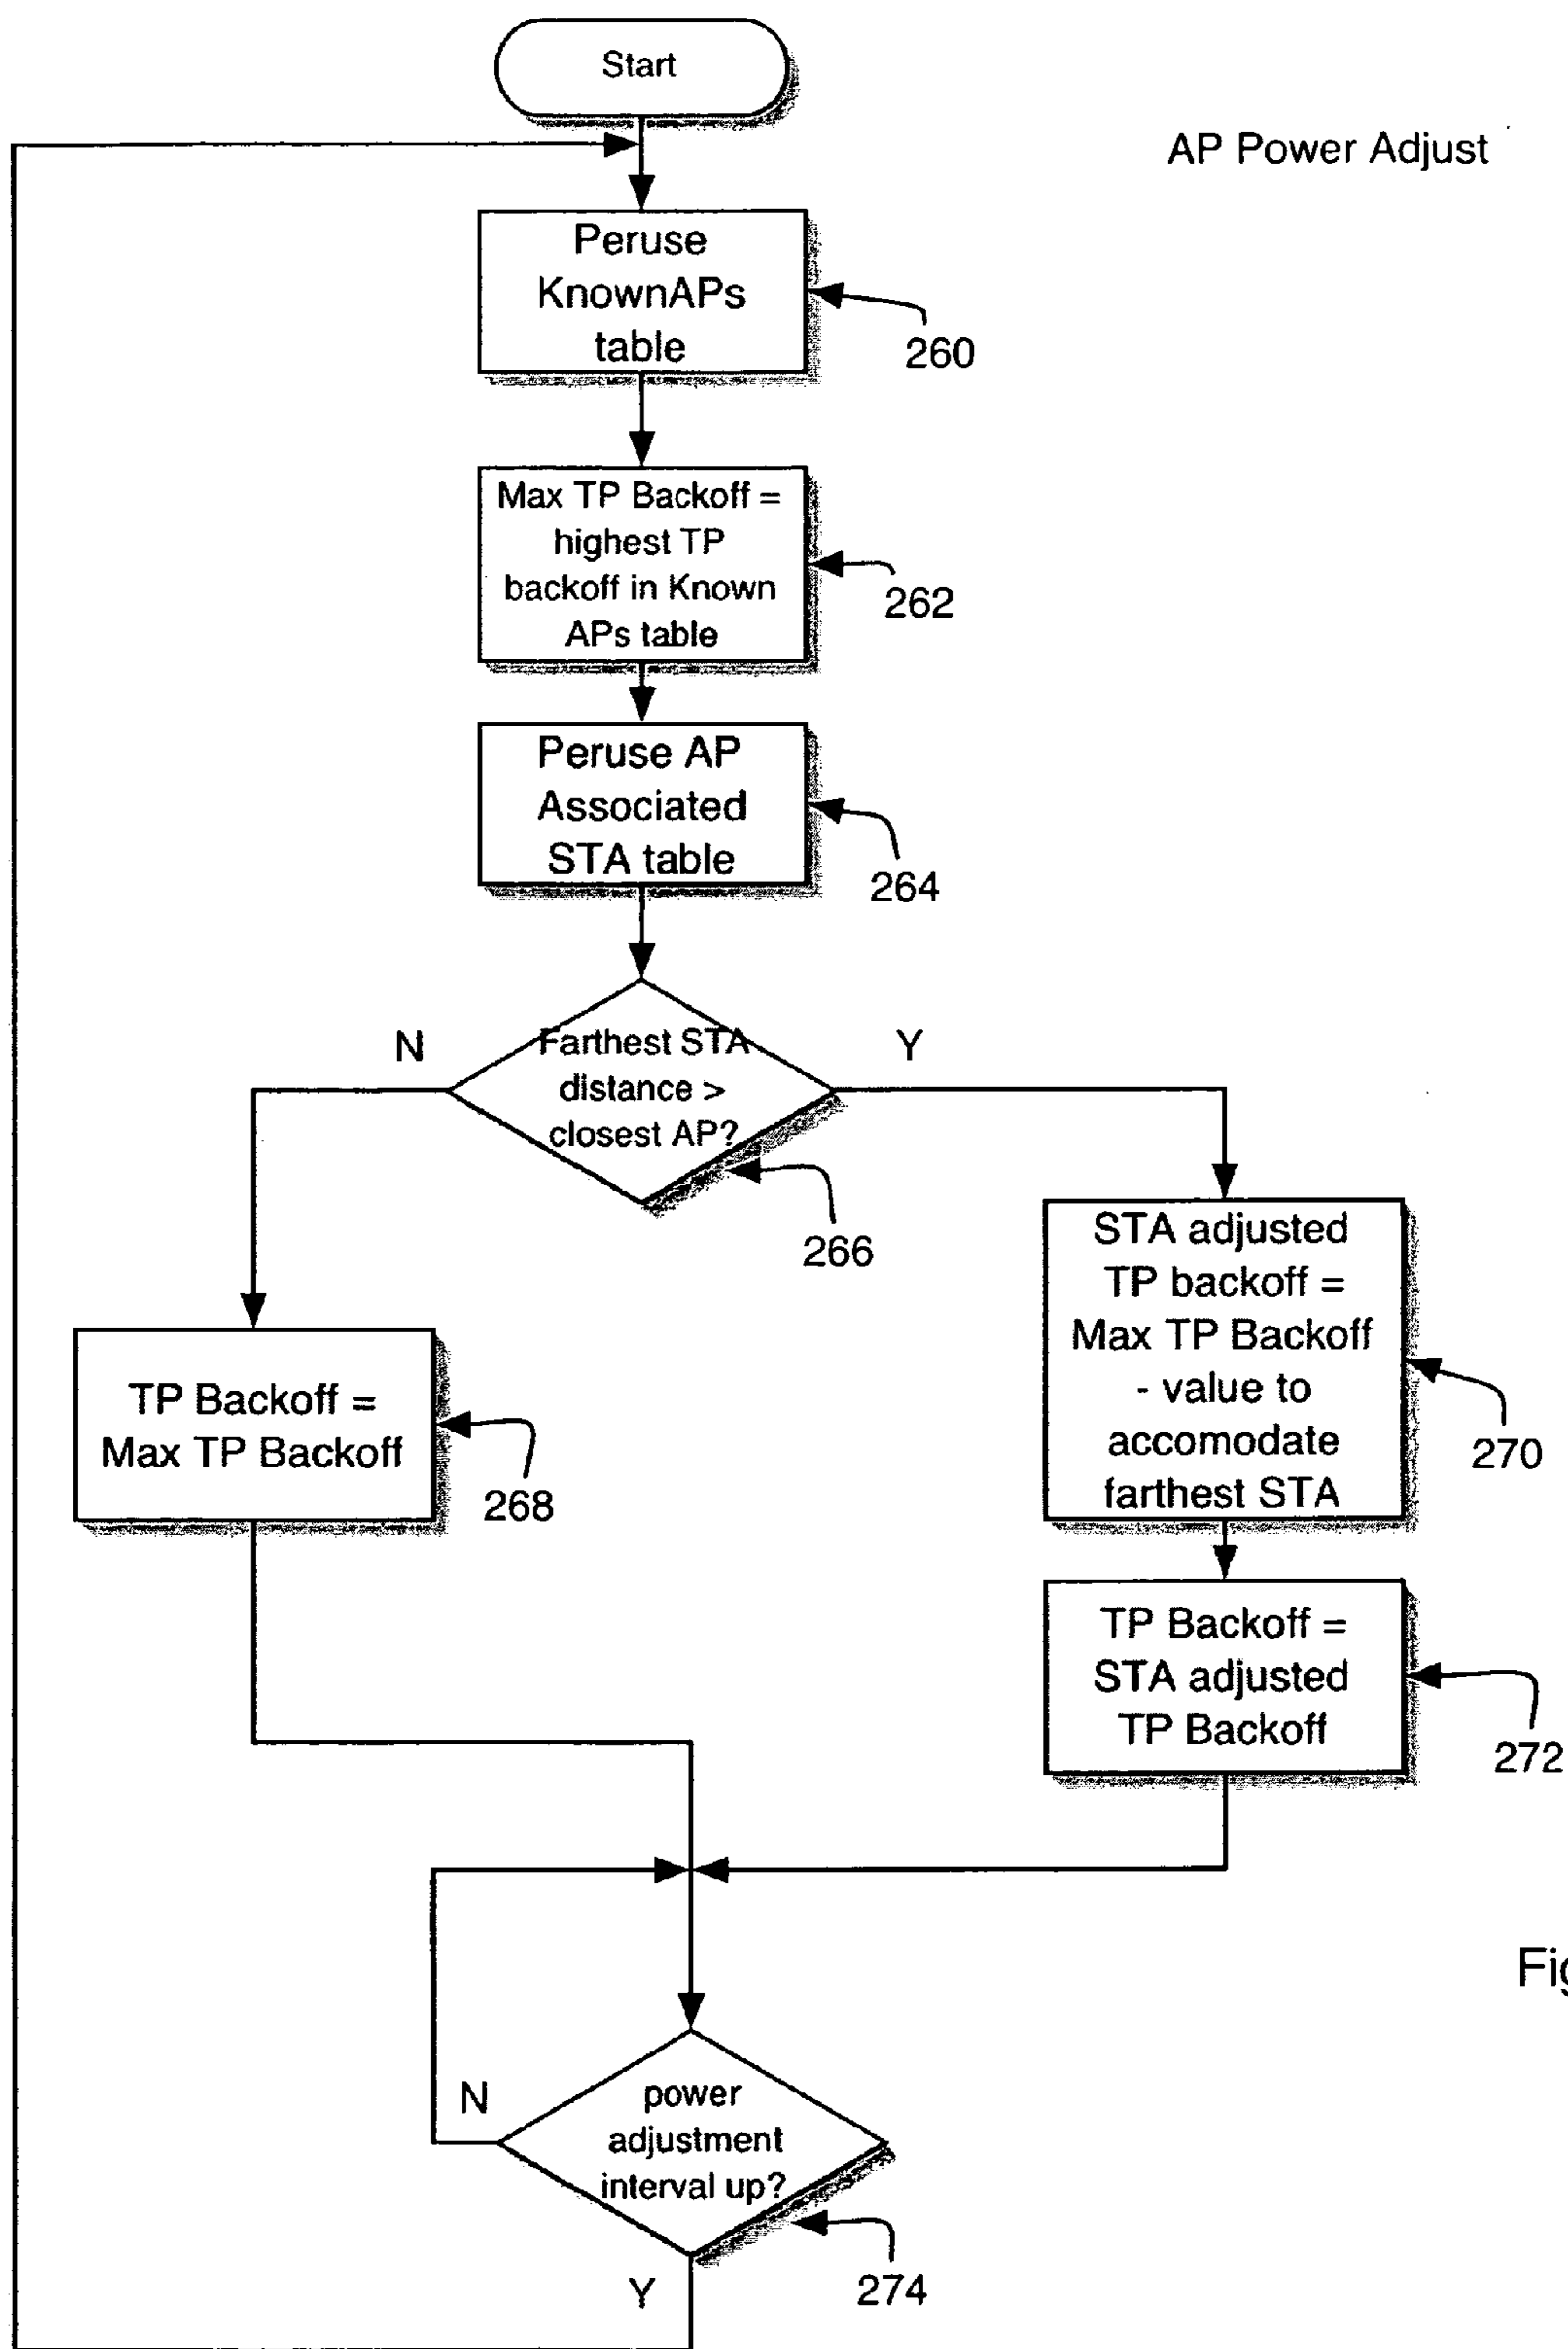 Start
AP Power Adjust
Peruse
KnownAPs
table
260
Max TP Backoff =
highest TP
backoff in Known
APs table
262
Peruse AP
Associated
STA table
264
N
Farthest STA
distance >
closest AP?
Y
266
TP Backoff =
Max TP Backoff
268
STA adjusted
TP backoff =
Max TP Backoff
- value to
accomodate
farthest STA
270
TP Backoff =
STA adjusted
TP Backoff
272
Fig
N
power
adjustment
interval up?
Y
274